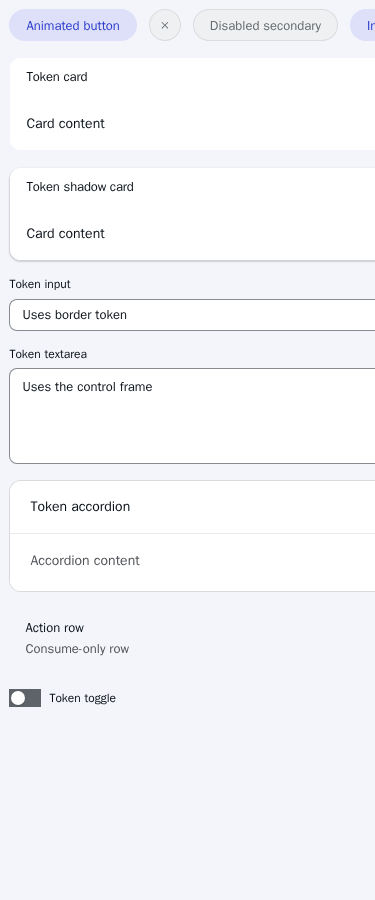 Animated button × Disabled secondary
Token card
Card content
Token shadow card
Card content
Token input
Uses border token
Token textarea
Uses the control frame
Token accordion
Accordion content
Action row
Consume-only row
Token toggle